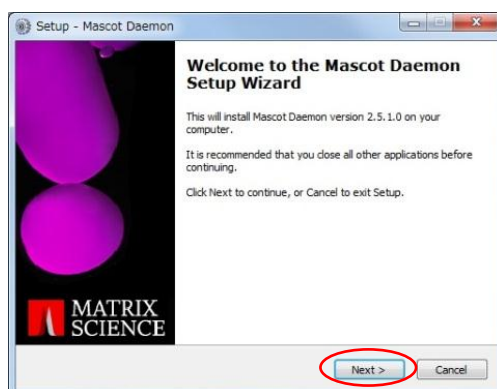 Setup - Mascot Daemon
Welcome to the Mascot Daemon
Setup Wizard
This will install Mascot Daemon version 2.5.1.0 on your
computer.
It is recommended that you close all other applications before
continuing.
Click Next to continue, or Cancel to exit Setup.
MATRIX
SCIENCE
Next >
Cancel